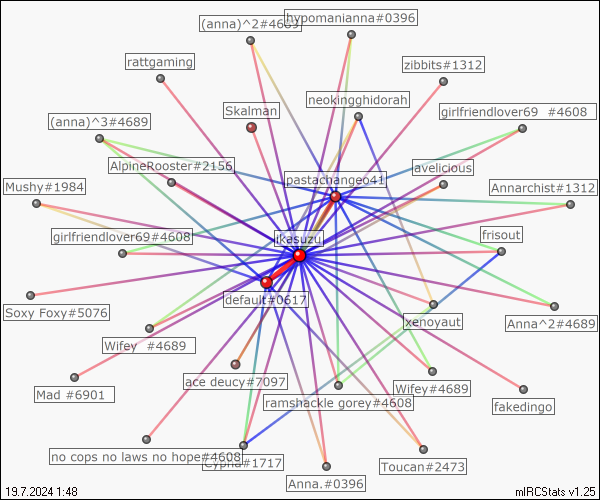 (anna)^2#4689
hypomanianna#0396
rattgaming
zibbits#1312
neokingghidorah
Skalman
girlfriendlover69 #4608
(anna)^3#4689
AlpineRooster#2156
avelicious
pastachangeo41
Mushy#1984
Annarchist#1312
girlfriendlover69#4608
ikasuzu
frisout
default#0617
Soxy Foxy#5076
xenoyaut
Anna^2#4689
Wifey #4689
ace deucy#7097
Wifey#4689
Mad #6901
ramshackle gorey#4608
fakedingo
no cops no laws no hope#4608
#1717
Toucan#2473
Anna.#0396
19.7.2024 1:48
mIRCStats v1.25